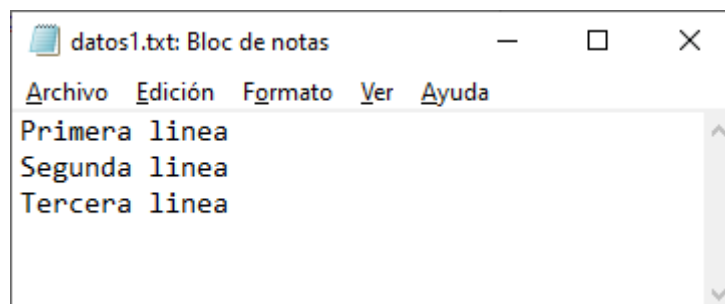 datos1.txt: Bloc de notas
Archivo Edición Formato Ver Ayuda
Primera linea
Segunda linea
Tercera linea